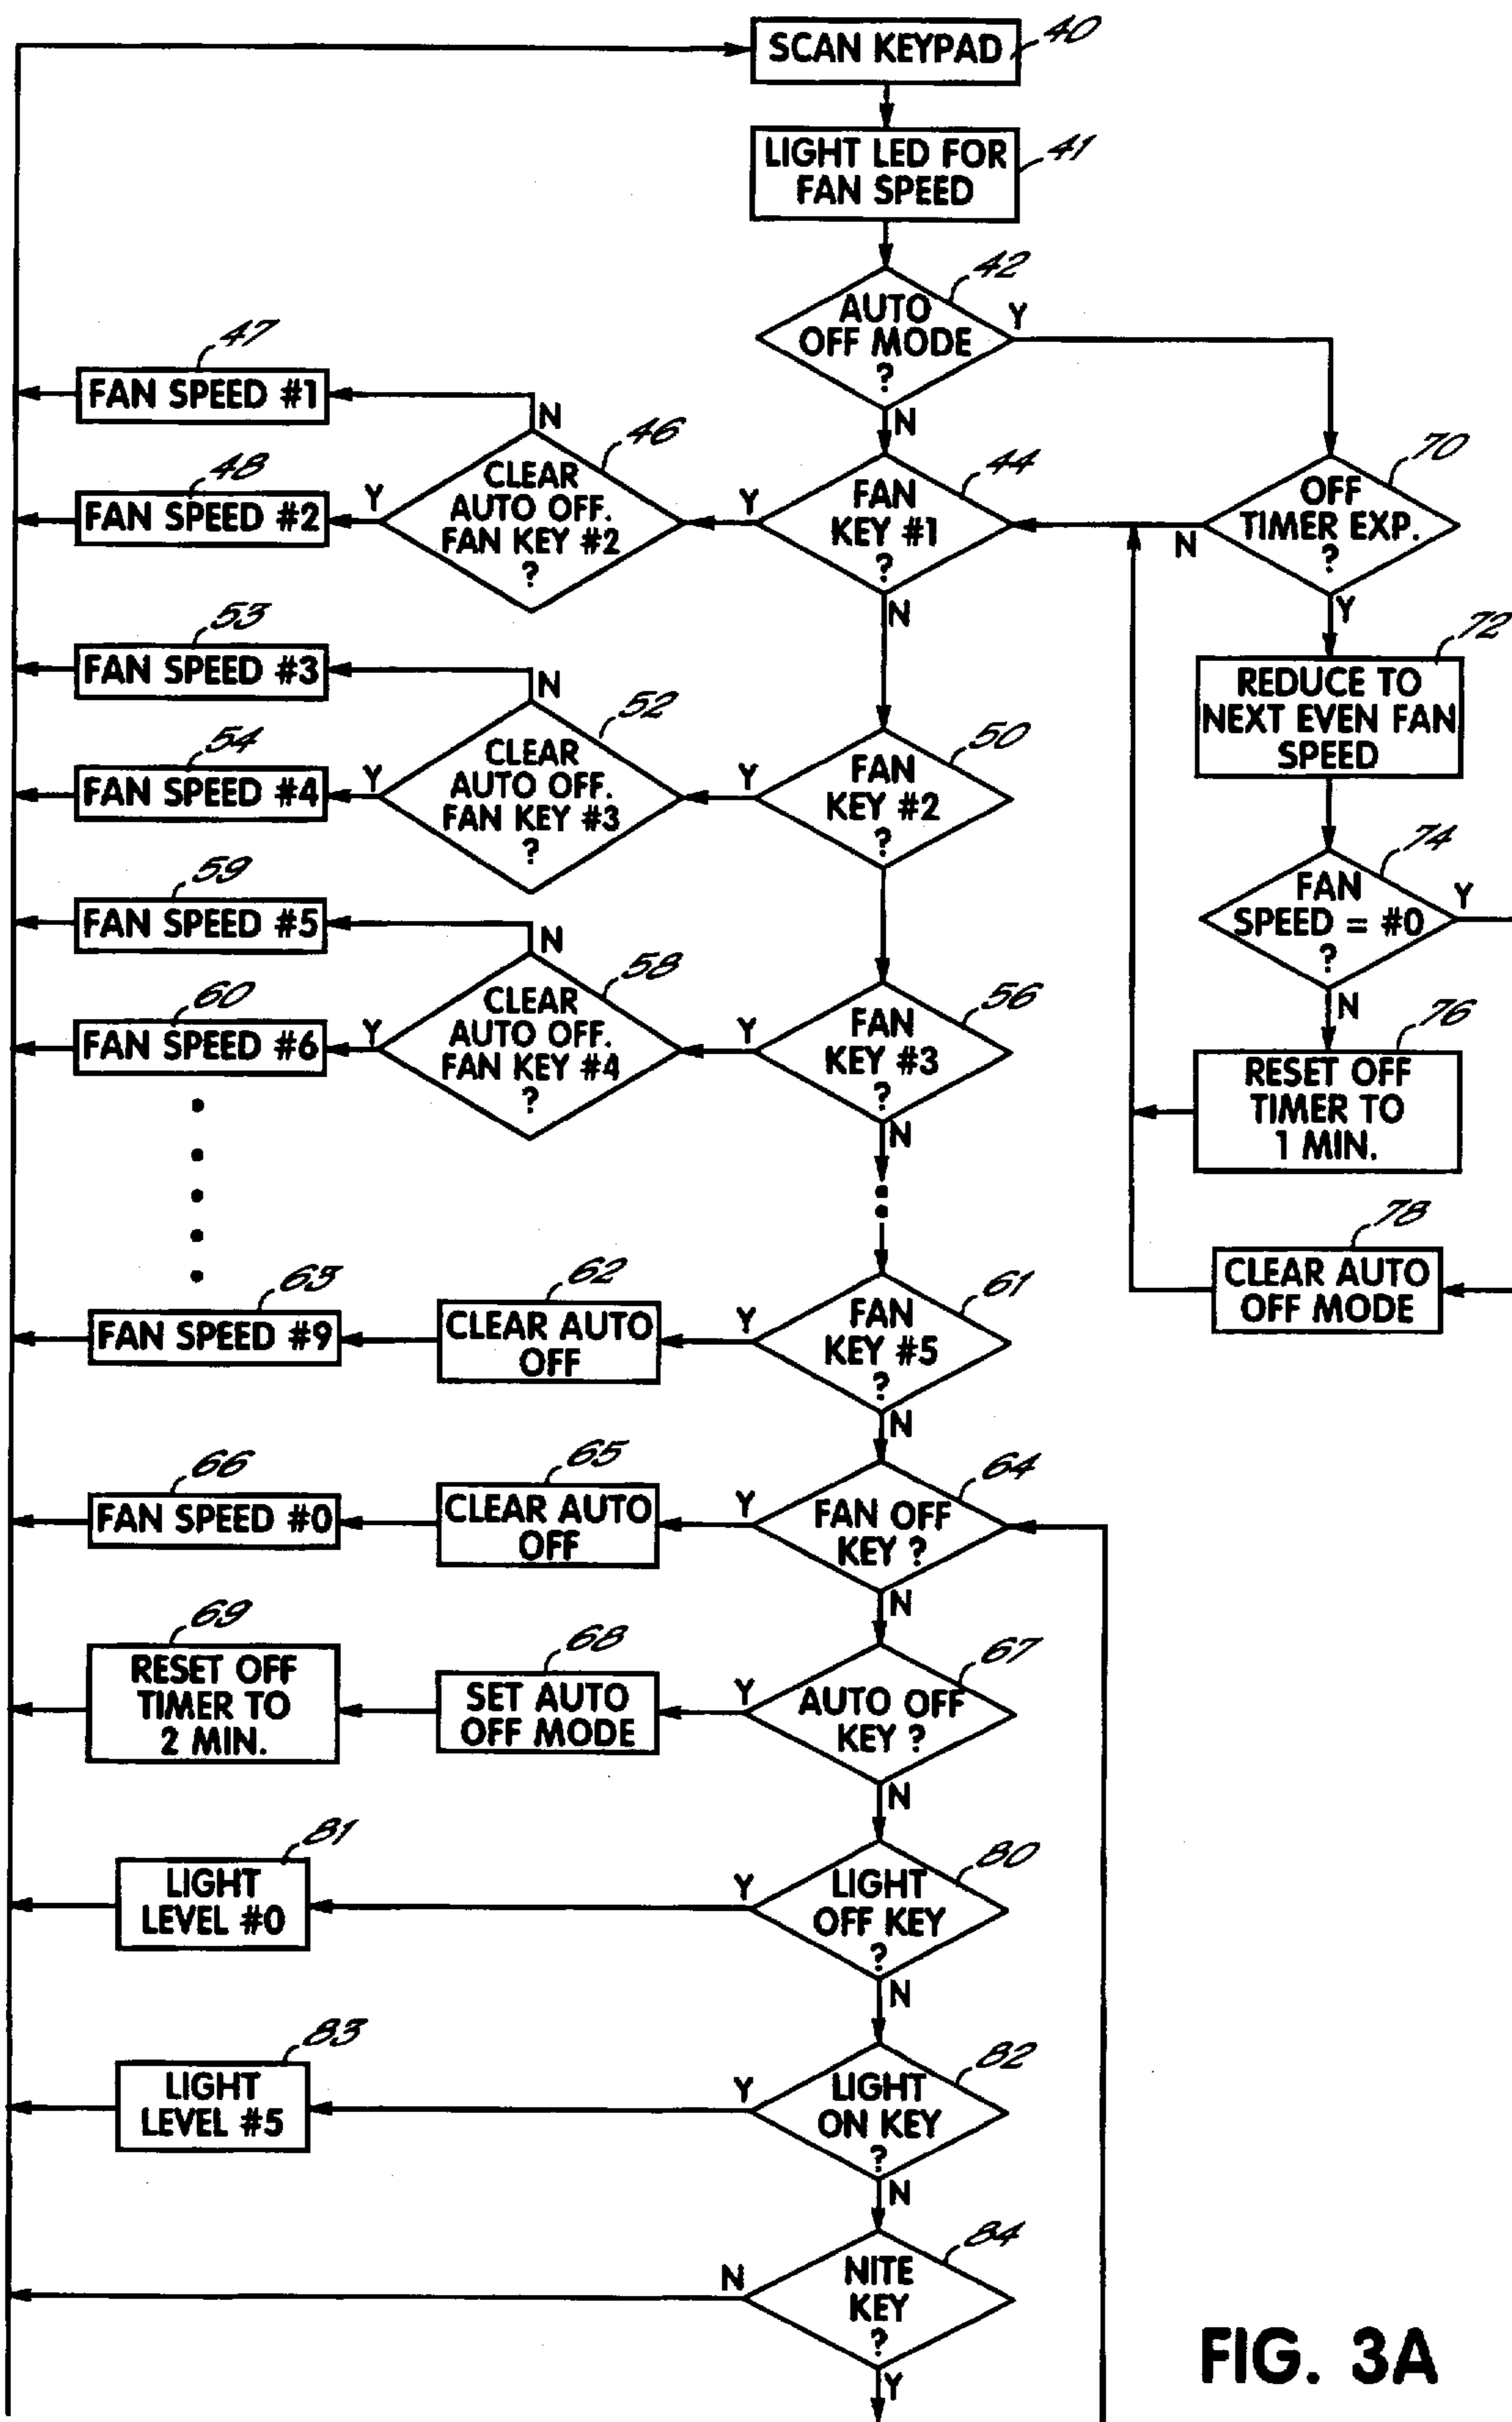 SCAN KEYPAD
40
LIGHT LED FOR
FAN SPEED
41
AUTO
OFF MODE
?
42
Y
N
FAN SPEED #1
47
N
CLEAR
AUTO OFF.
FAN KEY #2
?
46
FAN SPEED #2
48
Y
Y
FAN
KEY #1
?
44
N
OFF
TIMER EXP.
?
70
N
Y
FAN SPEED #3
53
N
CLEAR
AUTO OFF.
FAN KEY #3
?
52
FAN SPEED #4
54
Y
Y
FAN
KEY #2
?
50
REDUCE TO
NEXT EVEN FAN
SPEED
72
FAN
SPEED = #0
?
74
Y
N
FAN SPEED #5
59
N
CLEAR
AUTO OFF.
FAN KEY #4
?
58
FAN SPEED #6
60
Y
Y
FAN
KEY #3
?
56
N
RESET OFF
TIMER TO
1 MIN.
76
CLEAR AUTO
OFF MODE
78
FAN SPEED #9
63
CLEAR AUTO
OFF
62
Y
FAN
KEY #5
?
61
N
FAN SPEED #0
66
CLEAR AUTO
OFF
65
Y
FAN OFF
KEY ?
64
N
RESET OFF
TIMER TO
2 MIN.
69
SET AUTO
OFF MODE
68
Y
AUTO OFF
KEY ?
67
N
LIGHT
LEVEL #0
81
Y
LIGHT
OFF KEY
?
80
N
LIGHT
LEVEL #5
83
Y
LIGHT
ON KEY
?
82
N
N
NITE
KEY
?
84
Y
FIG. 3A